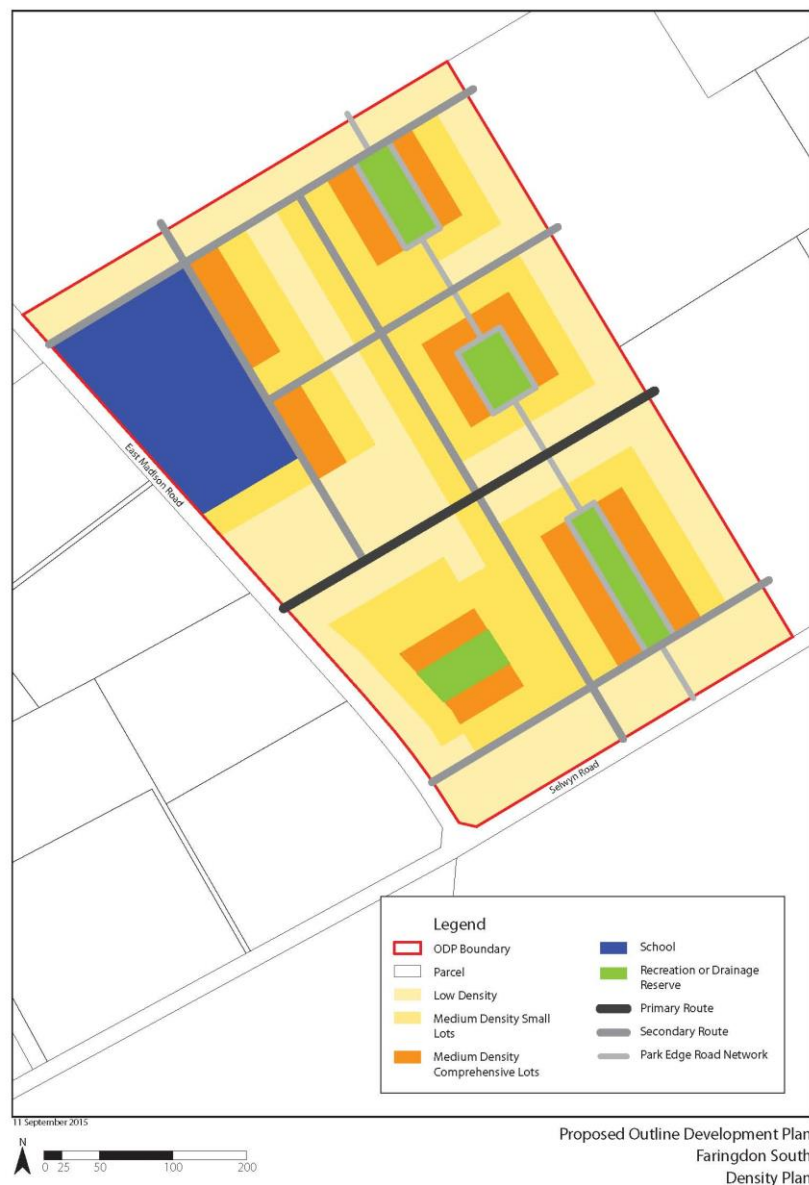 East Madison Road
Selwyn Road
Legend
ODP Boundary
Parcel
Low Density
Medium Density Small
Lots
Medium Density
Comprehensive Lots
School
Recreation or Drainage
Reserve
Primary Route
Secondary Route
Park Edge Road Network
11 September 2015
N
0 25 50 100 200
Proposed Outline Development Plan
Faringdon South
Density Plan